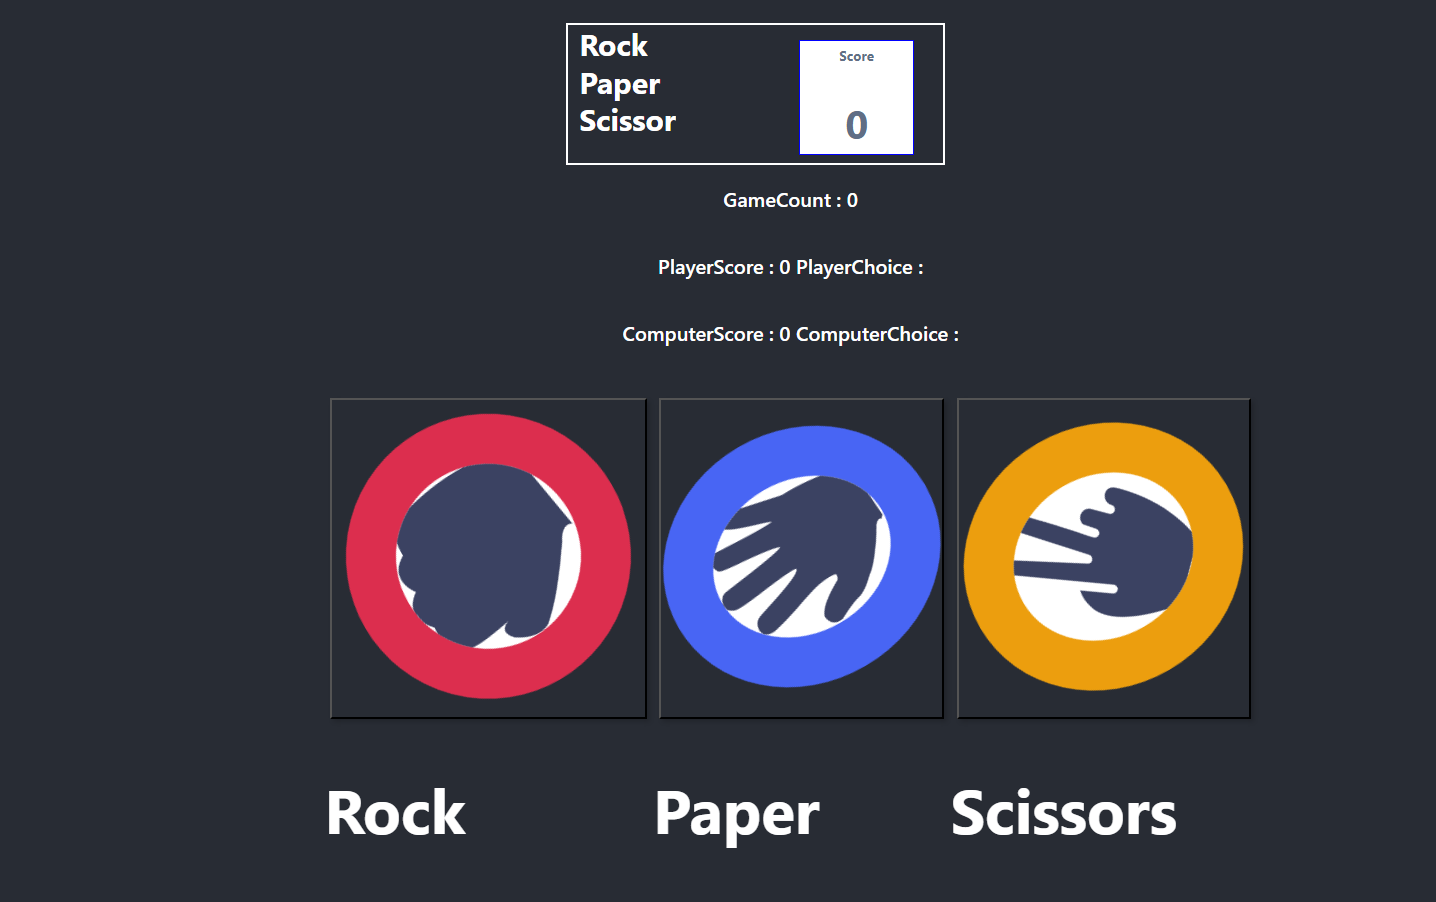 Rock
Paper
Scissor
Score
0
GameCount : 0
PlayerScore : 0 PlayerChoice :
ComputerScore : 0 ComputerChoice :
Rock
Paper
Scissors